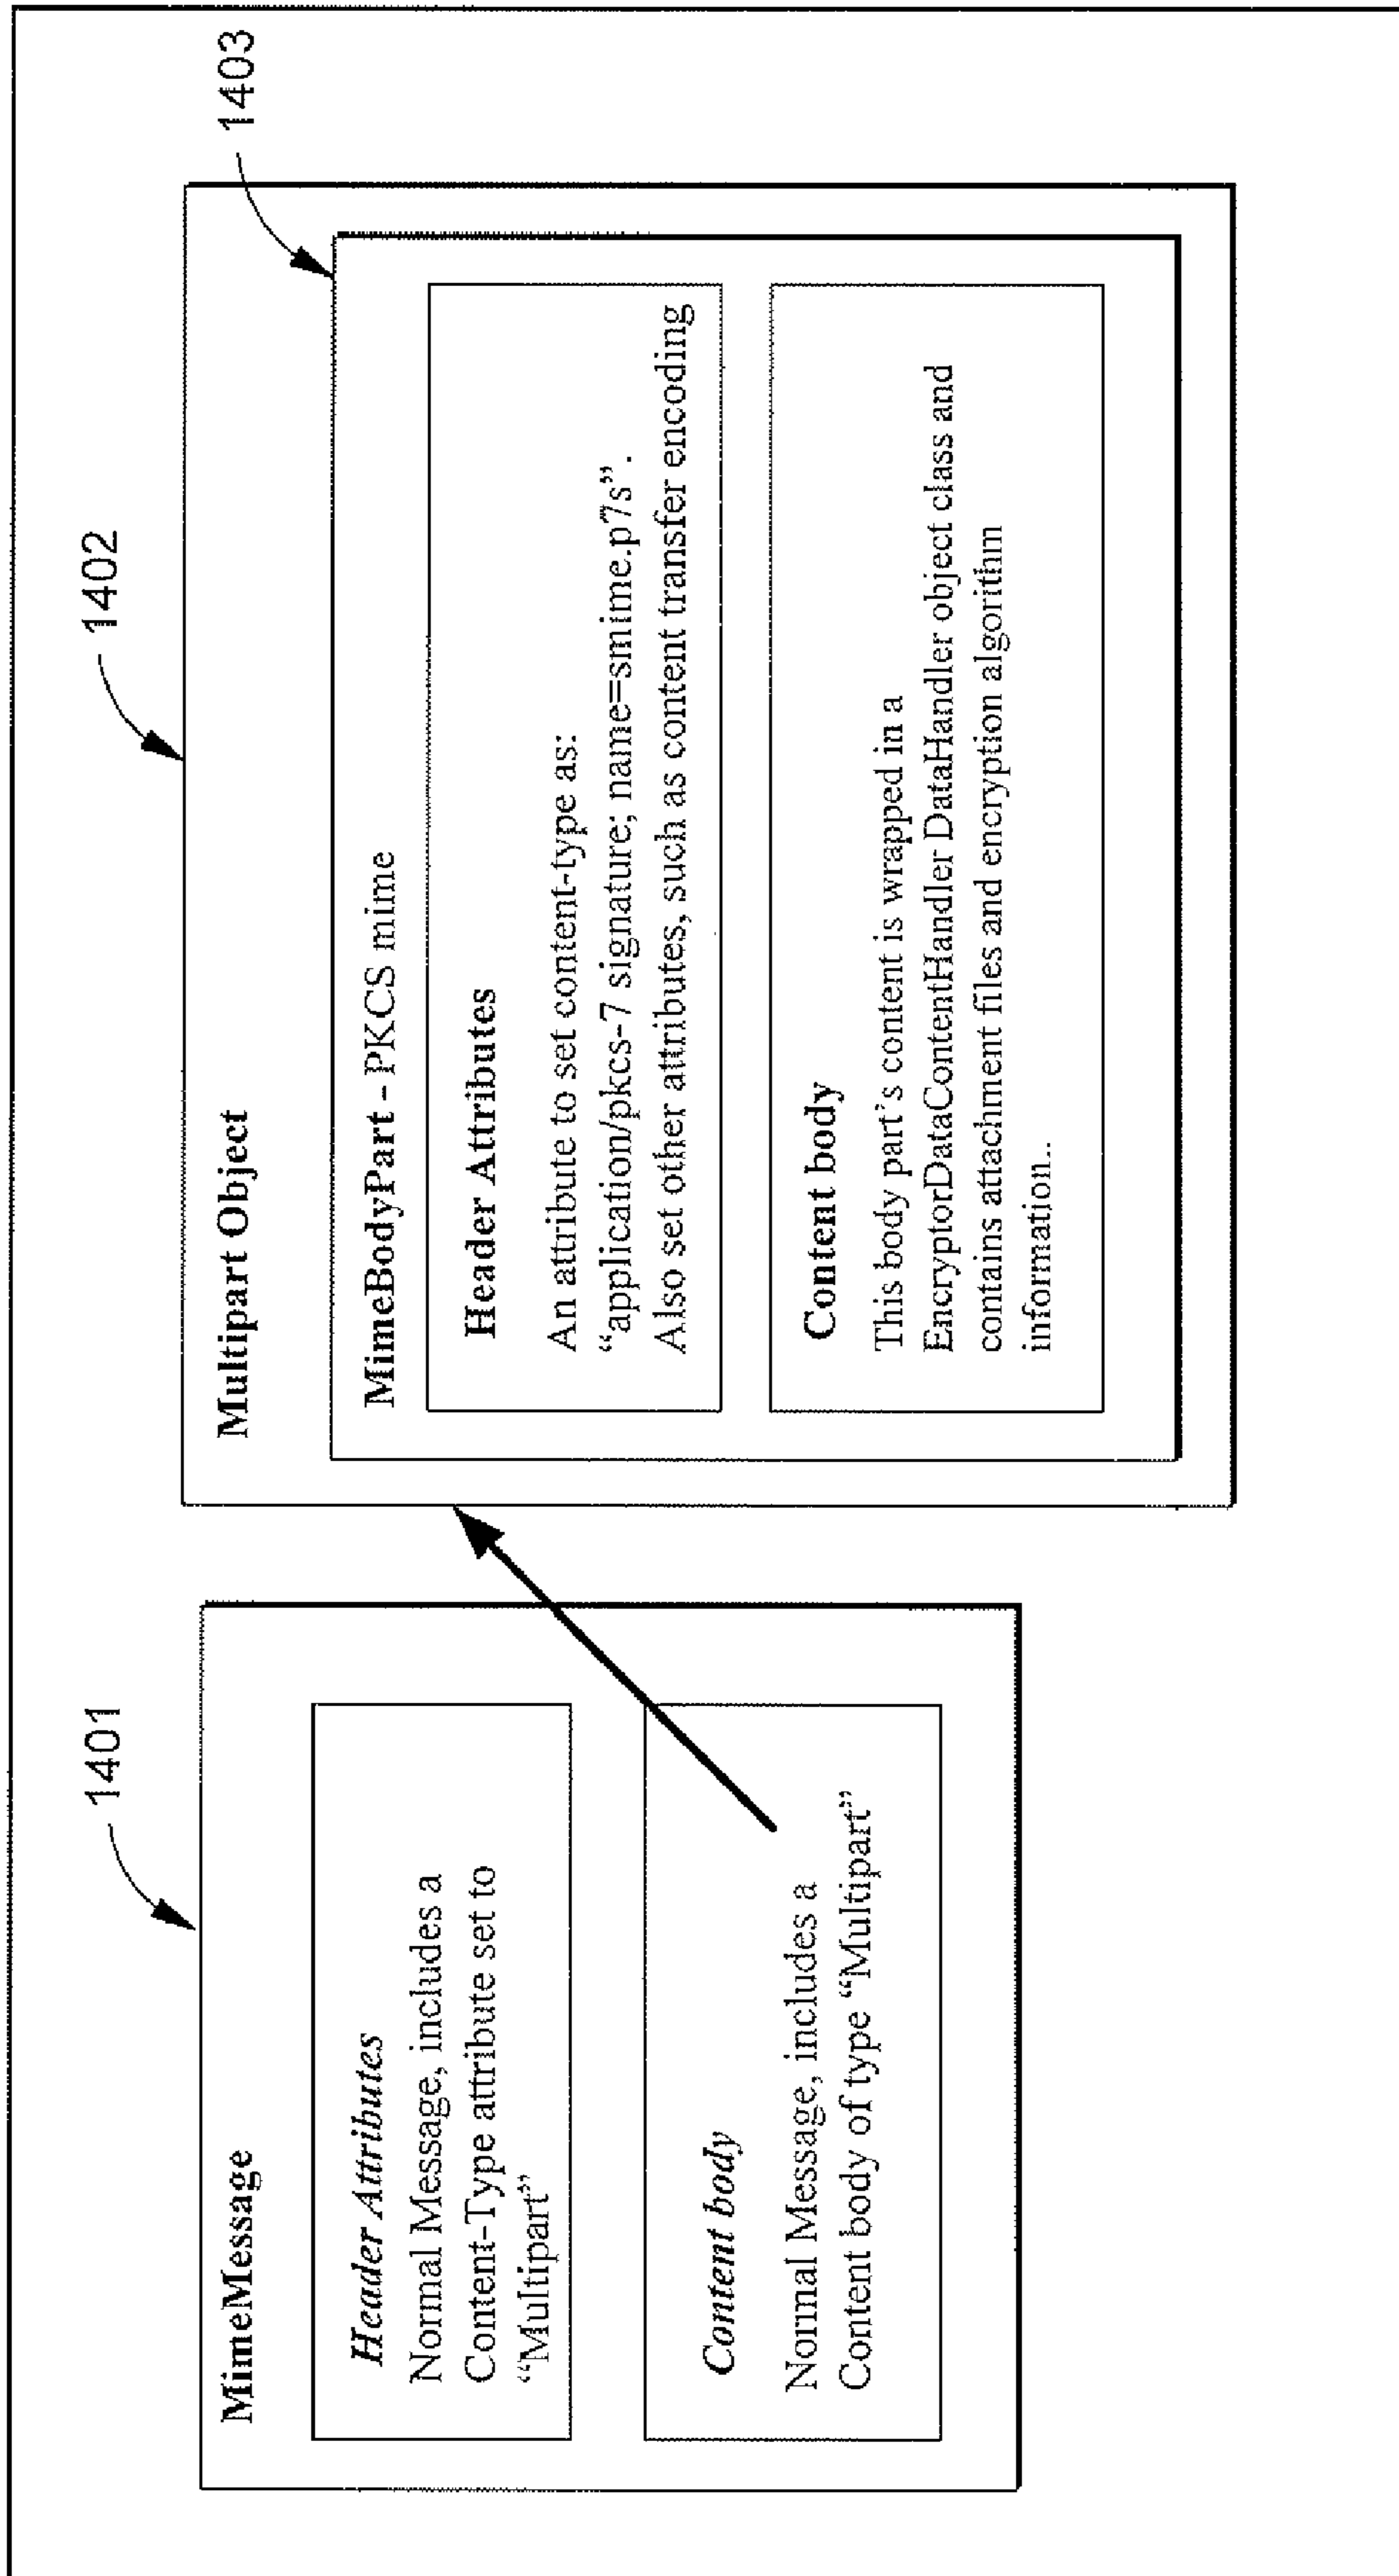 1401
MimeMessage
Header Attributes
Normal Message, includes a
Content-Type attribute set to
“Multipart”
Content body
Normal Message, includes a
Content body of type “Multipart”
1402
Multipart Object
1403
MimeBodyPart - PKCS mime
Header Attributes
An attribute to set content-type as:
“application/pkcs-7 signature; name=smime.p7s” .
Also set other attributes, such as content transfer encoding
Content body
This body part's content is wrapped in a
EncryptorDataContentHandler DataHandler object class and
contains attachment files and encryption algorithm
information..